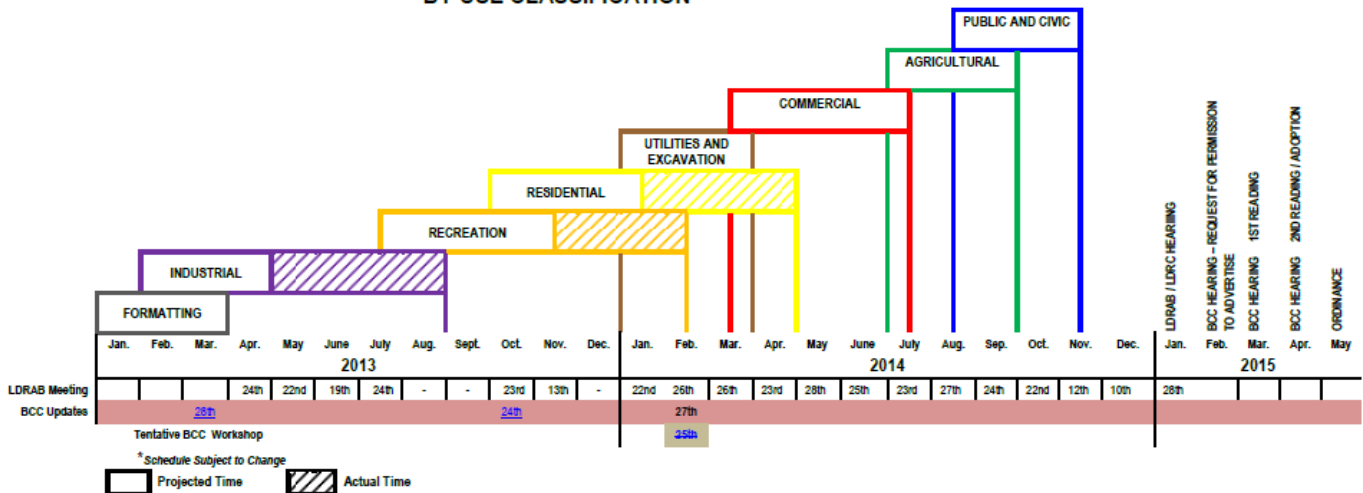 BY USE CLASSIFICATION
PUBLIC AND CIVIC
AGRICULTURAL
COMMERCIAL
UTILITIES AND
EXCAVATION
RESIDENTIAL
RECREATION
INDUSTRIAL
FORMATTING
LDRAB / LDRC HEARING
BCC HEARING – REQUEST FOR PERMISSION
TO ADVERTISE
BCC HEARING 1ST READING
BCC HEARING 2ND READING / ADOPTION
ORDINANCE
Jan. Feb. Mar. Apr. May June July Aug. Sept. Oct. Nov. Dec. Jan. Feb. Mar. Apr. May June July Aug. Sep. Oct. Nov. Dec. Jan. Feb. Mar. Apr. May
2013 2014 2015
LDRAB Meeting 24th 22nd 19th 24th - - 23rd 13th - 22nd 26th 26th 23rd 28th 25th 23rd 27th 24th 22nd 12th 10th 28th
BCC Updates 28th 24th 27th
Tentative BCC Workshop 25th
*Schedule Subject to Change
Projected Time Actual Time